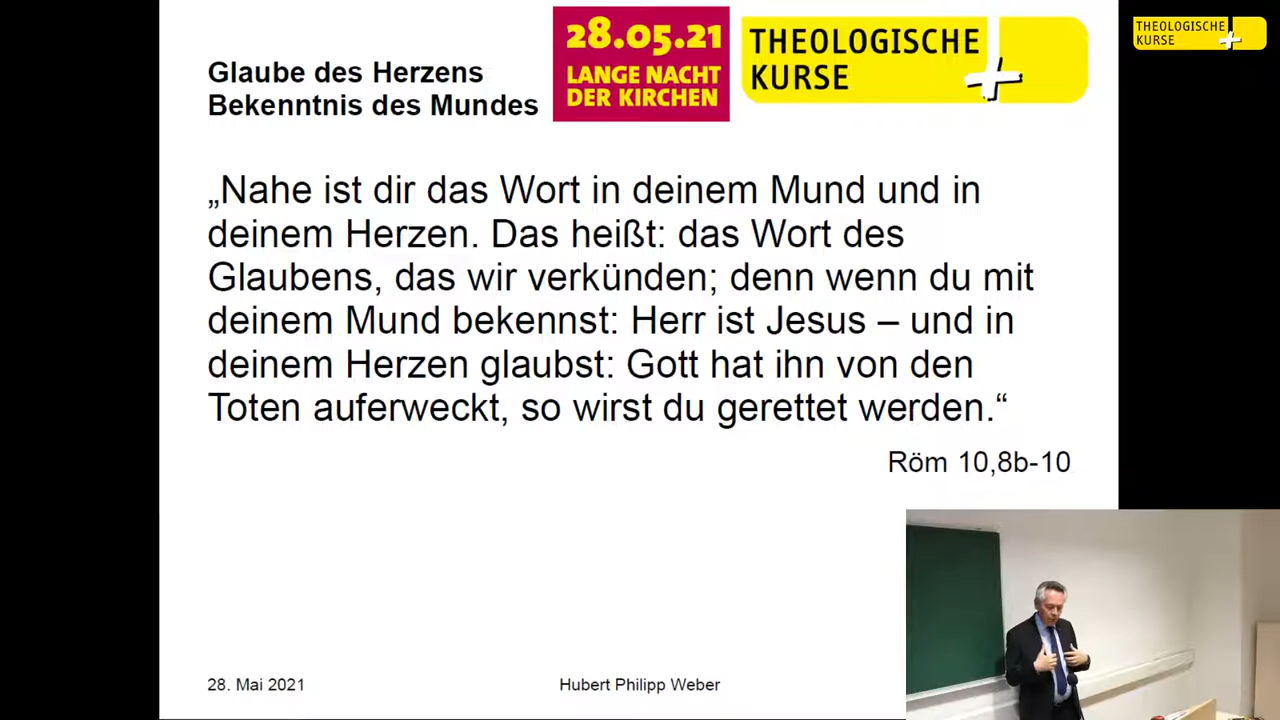 Glaube des Herzens
Bekenntnis des Mundes
28.05.21
LANGE NACHT
DER KIRCHEN
THEOLOGISCHE
KURSE
THEOLOGISCHE
KURSE
„Nahe ist dir das Wort in deinem Mund und in
deinem Herzen. Das heißt: das Wort des
Glaubens, das wir verkünden; denn wenn du mit
deinem Mund bekennst: Herr ist Jesus – und in
deinem Herzen glaubst: Gott hat ihn von den
Toten auferweckt, so wirst du gerettet werden.“
Röm 10,8b-10
28. Mai 2021
Hubert Philipp Weber